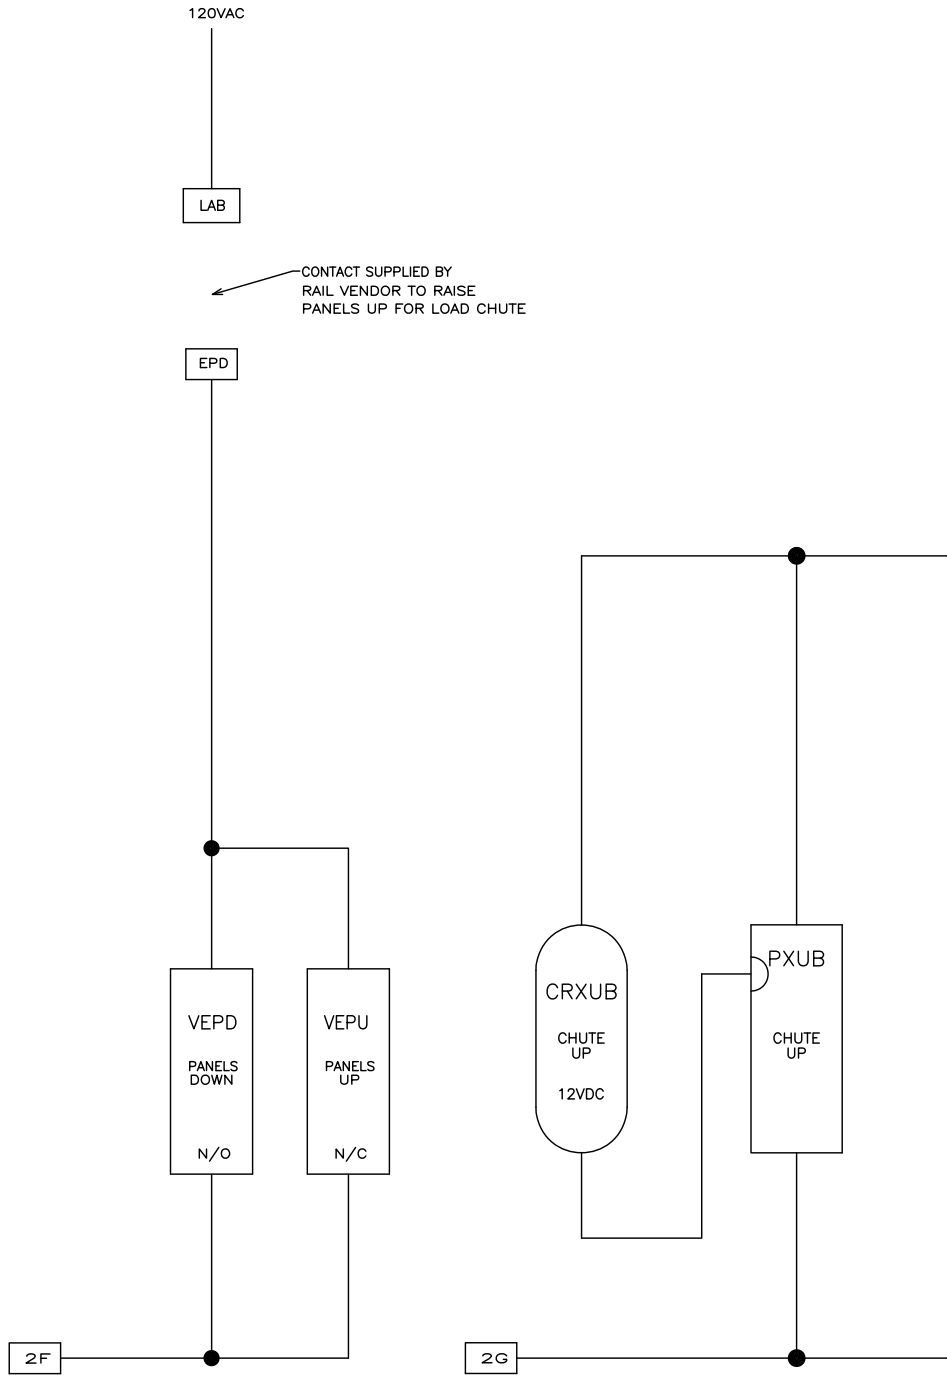 120VAC
LAB
CONTACT SUPPLIED BY
RAIL VENDOR TO RAISE
PANELS UP FOR LOAD CHUTE
EPD
VEPD
PANELS
DOWN
N/O
VEPU
PANELS
UP
N/C
CRXUB
CHUTE
UP
12VDC
PXUB
CHUTE
UP
2F
2G